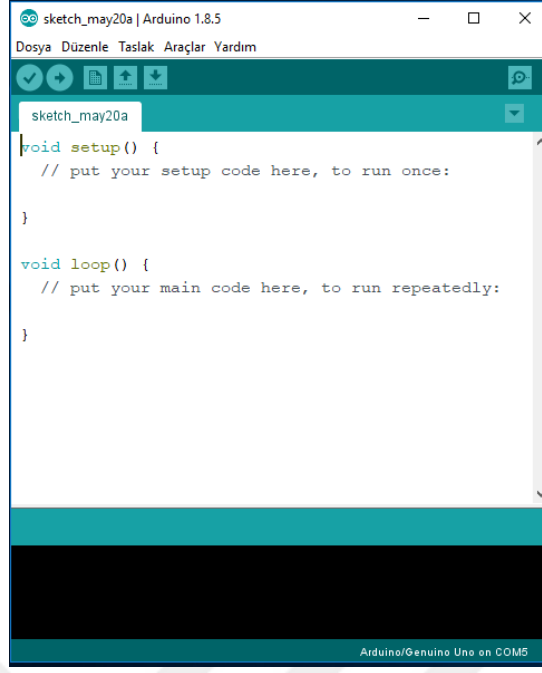 sketch_may20a | Arduino 1.8.5
Dosya Düzenle Taslak Araçlar Yardım
sketch_may20a
void setup() {
  // put your setup code here, to run once:
}
void loop() {
  // put your main code here, to run repeatedly:
}
Arduino/Genuino Uno on COM5